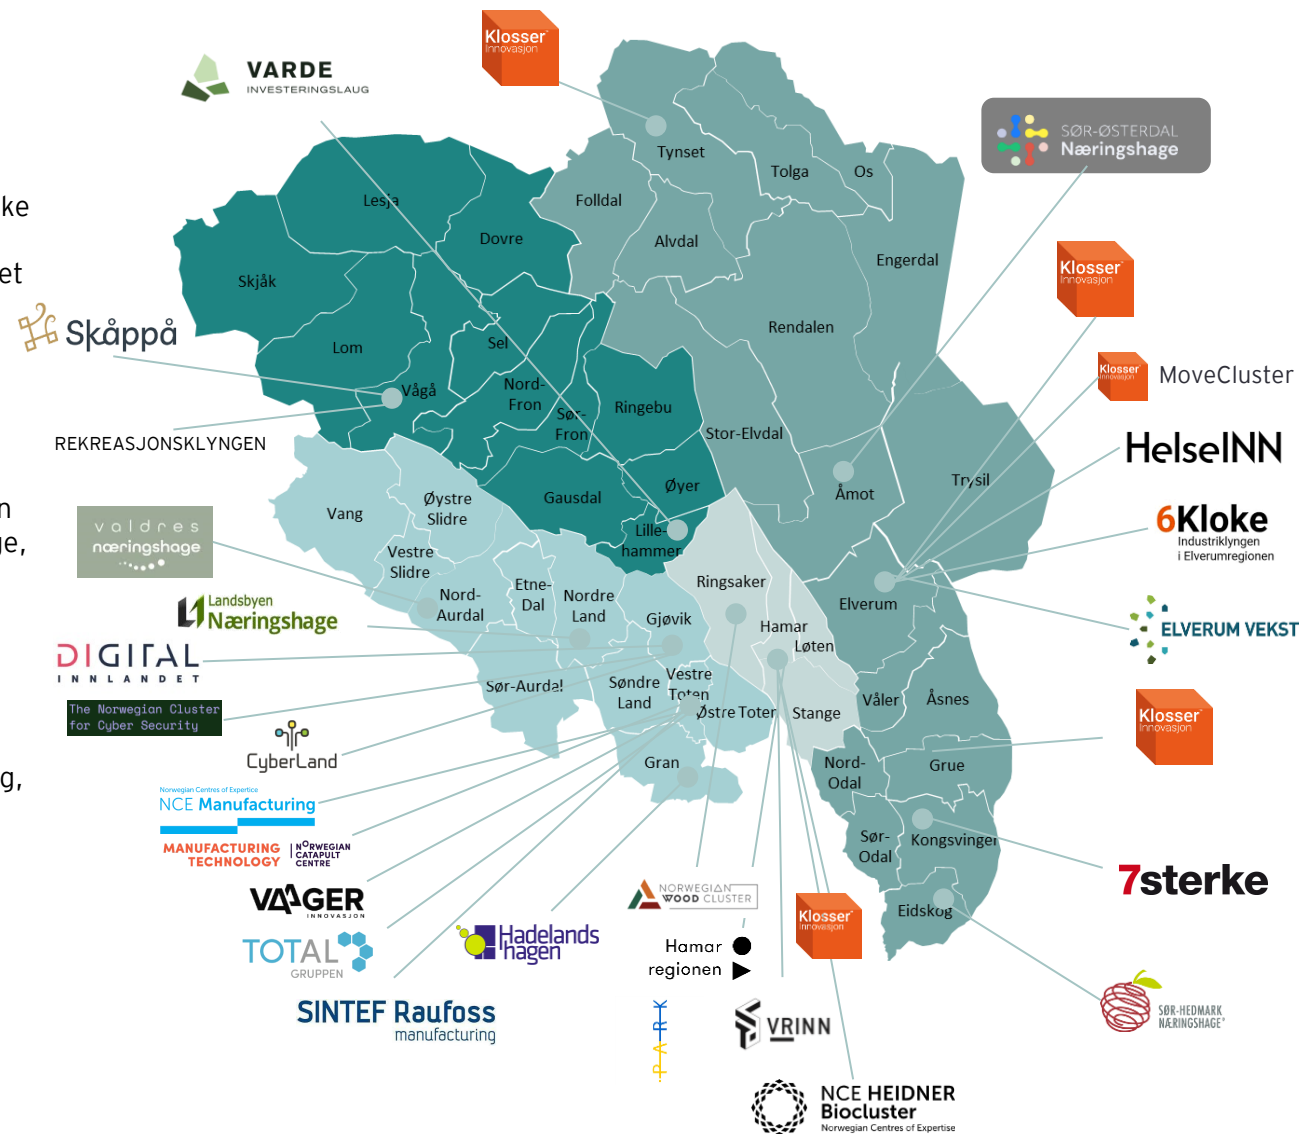 ke
et
n
ge,
g,
VARDE
INVESTERINGSLAUG
Klosser
Innovasjon
SØR-ØSTERDAL
Næringshage
Klosser
Innovasjon
Klosser
Innovasjon
MoveCluster
HelseINN
6Kloke
Industriklyngen
i Elverumregionen
ELVERUM VEKST
Klosser
Innovasjon
7sterke
SØR-HEDMARK
NÆRINGSHAGE
Skåppå
REKREASJONSKLYNGEN
valdres
næringshage
Landsbyen
Næringshage
DIGITAL
INNLANDET
The Norwegian Cluster
for Cyber Security
CyberLand
Norwegian Centres of Expertice
NCE Manufacturing
MANUFACTURING
TECHNOLOGY
NORWEGIAN
CATAPULT
CENTRE
VAAGER
INNOVASJON
TOTAL
GRUPPEN
SINTEF Raufoss
manufacturing
Hadelands
hagen
NORWEGIAN
WOOD CLUSTER
Hamar
regionen
PARK
Klosser
Innovasjon
VRINN
NCE HEIDNER
Biocluster
Norwegian Centres of Expertise
Tynset
Tolga
Os
Folldal
Alvdal
Engerdal
Rendalen
Lesja
Dovre
Skjåk
Lom
Vågå
Sel
Nord-
Fron
Sør-
Fron
Ringebu
Stor-Elvdal
Gausdal
Øyer
Lille-
hammer
Åmot
Trysil
Vang
Øystre
Slidre
Vestre
Slidre
Nord-
Aurdal
Etne-
Dal
Nordre
Land
Gjøvik
Ringsaker
Hamar
Løten
Elverum
Sør-Aurdal
Søndre
Land
Vestre
Toten
Østre Toten
Stange
Våler
Åsnes
Gran
Nord-
Odal
Grue
Sør-
Odal
Kongsvinger
Eidskog